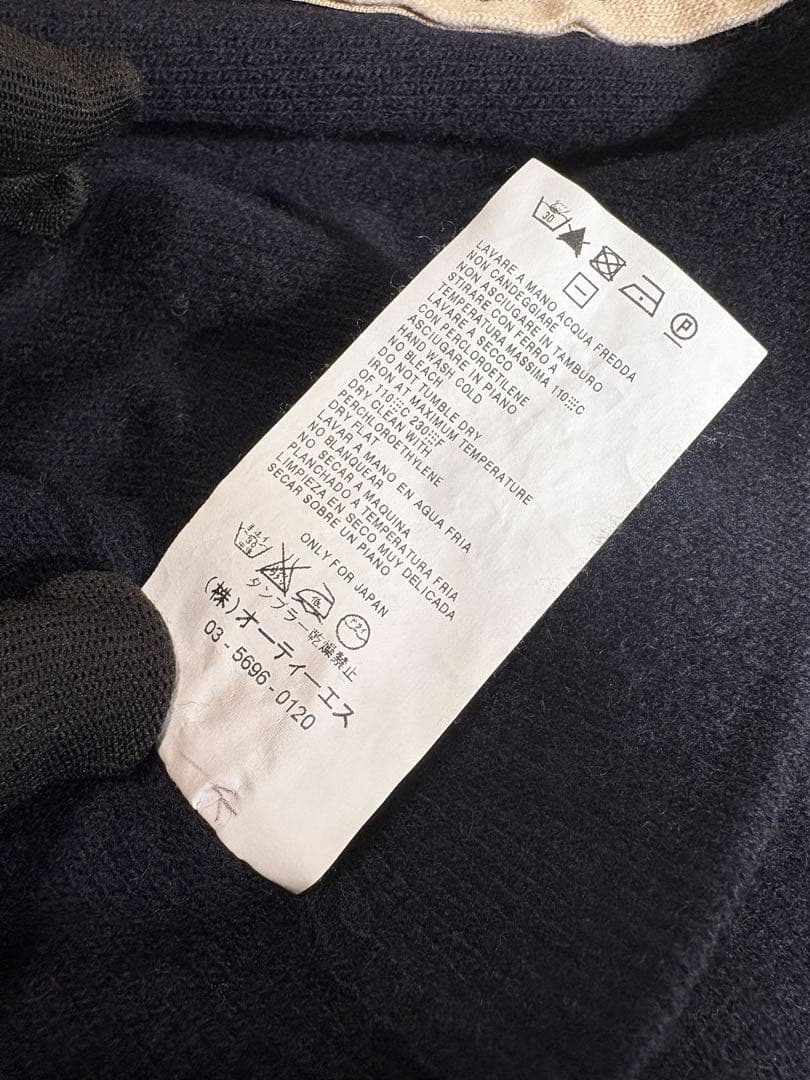 30
P
LAVARE A MANO ACQUA FREDDA
NON CANDEGGIARE
NON ASCIUGARE IN TAMBURO
STIRARE CON FERRO A
TEMPERATURA MASSIMA 110 C
LAVARE A SECCO
CON PERCLOROETILENE
ASCIUGARE IN PIANO
HAND WASH COLD
NO BLEACH
DO NOT TUMBLE DRY
IRON AT MAXIMUM TEMPERATURE
OF 110 C 230 F
DRY CLEAN WITH
PERCHLOROETHYLENE
DRY FLAT
LAVAR A MANO EN AGUA FRIA
NO BLANQUEAR
NO SECAR A MAQUINA
PLANCHADO A TEMPERATURA FRIA
LIMPIEZA EN SECO MUY DELICADA
SECAR SOBRE UN PIANO
ONLY FOR JAPAN
タンブラー乾燥禁止
(株)オーティーエス
03-5696-0120